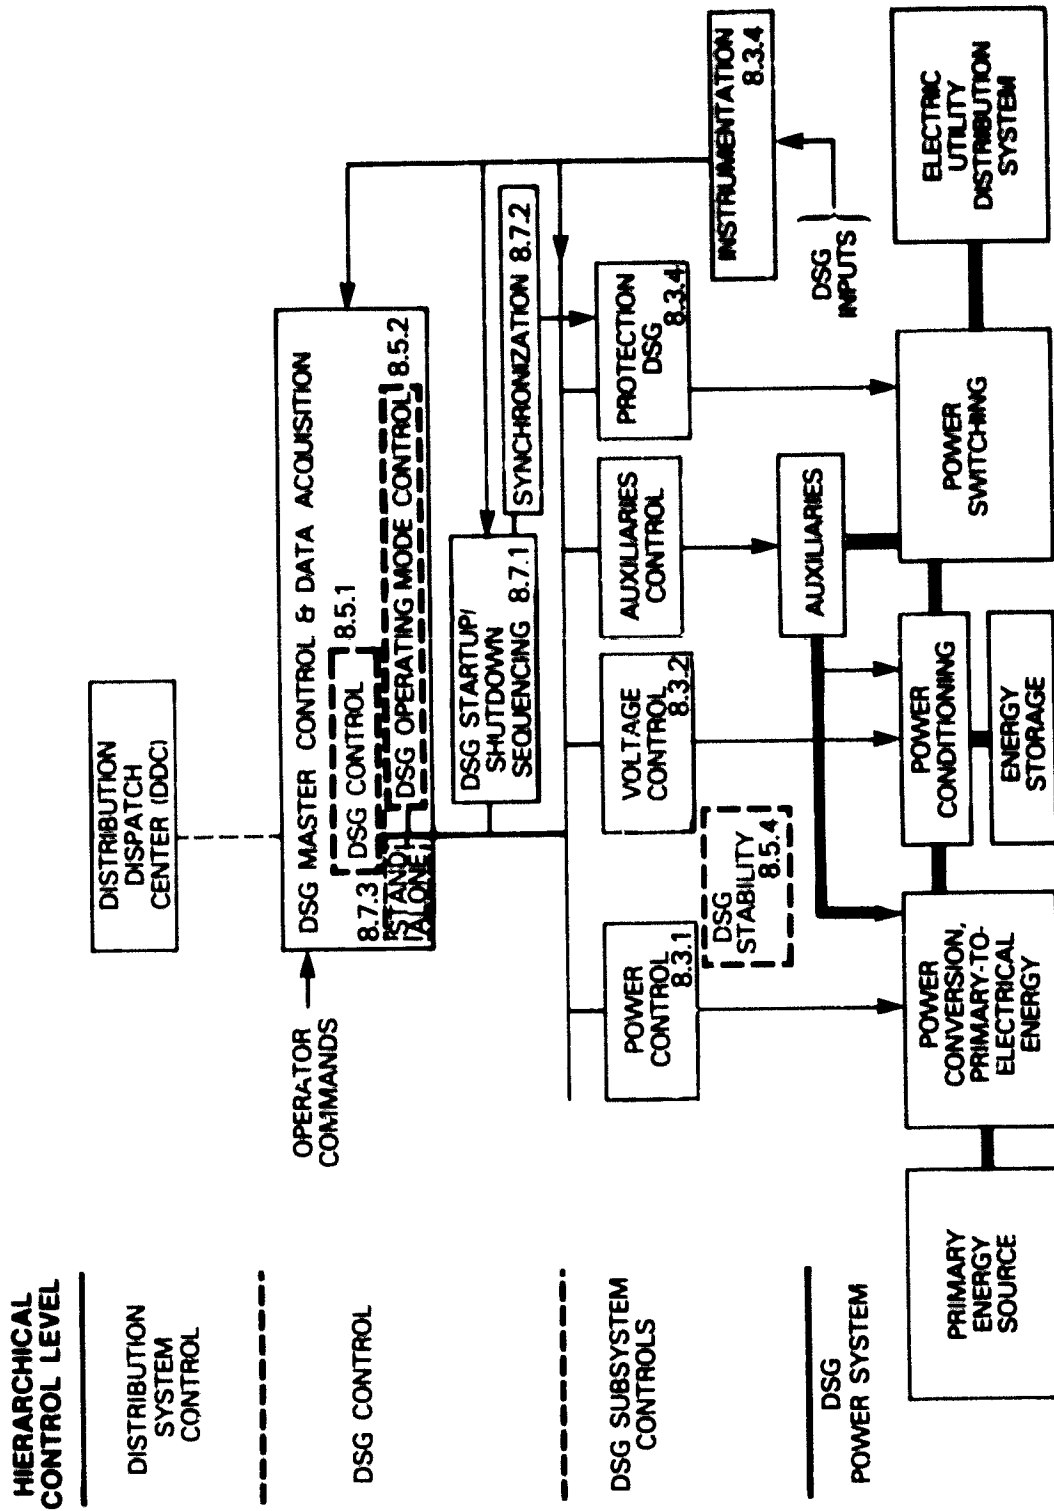 HIERARCHICAL
CONTROL LEVEL
DISTRIBUTION
SYSTEM
CONTROL
DSG CONTROL
DSG SUBSYSTEM
CONTROLS
DSG
POWER SYSTEM
DISTRIBUTION
DISPATCH
CENTER (DDC)
OPERATOR
COMMANDS
DSG MASTER CONTROL & DATA ACQUISITION
DSG CONTROL 8.5.1
8.7.3
STAND
ALONE
DSG OPERATING MODE CONTROL 8.5.2
DSG STARTUP/
SHUTDOWN
SEQUENCING 8.7.1
SYNCHRONIZATION 8.7.2
POWER
CONTROL
8.3.1
VOLTAGE
CONTROL
8.3.2
AUXILIARIES
CONTROL
PROTECTION
DSG
8.3.4
INSTRUMENTATION
8.3.4
DSG
STABILITY
8.5.4
AUXILIARIES
DSG
INPUTS
PRIMARY
ENERGY
SOURCE
POWER
CONVERSION,
PRIMARY-TO-
ELECTRICAL
ENERGY
POWER
CONDITIONING
ENERGY
STORAGE
POWER
SWITCHING
ELECTRIC
UTILITY
DISTRIBUTION
SYSTEM